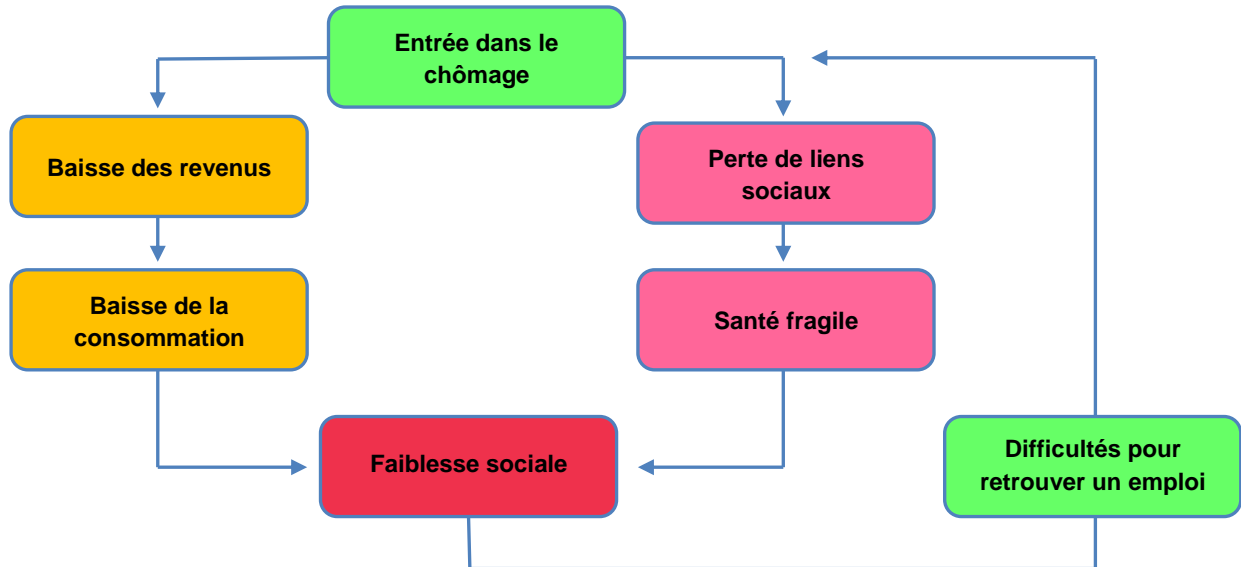 Entrée dans le
chômage
Baisse des revenus
Perte de liens
sociaux
Baisse de la
consommation
Santé fragile
Faiblesse sociale
Difficultés pour
retrouver un emploi